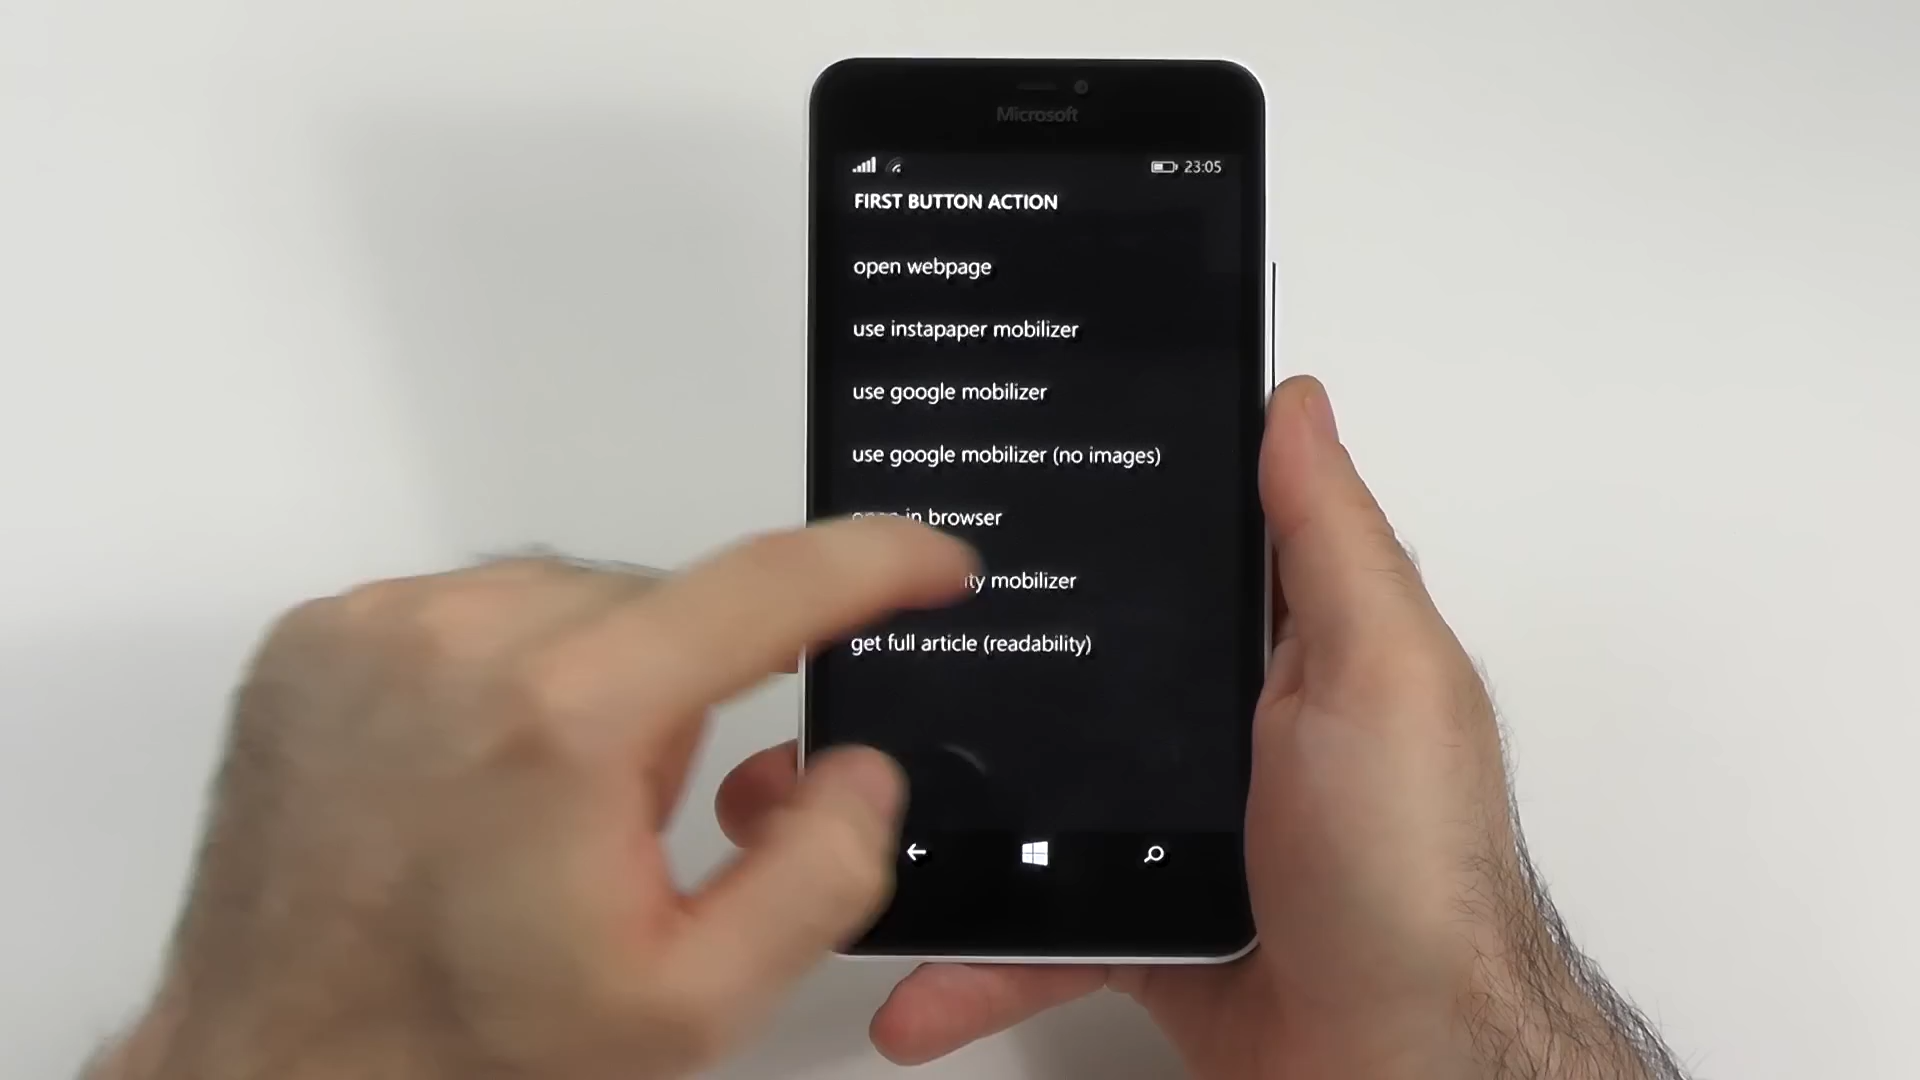 Microsoft
23:05
FIRST BUTTON ACTION
open webpage
use instapaper mobilizer
use google mobilizer
use google mobilizer (no images)
in browser
mobilizer
get full article (readability)